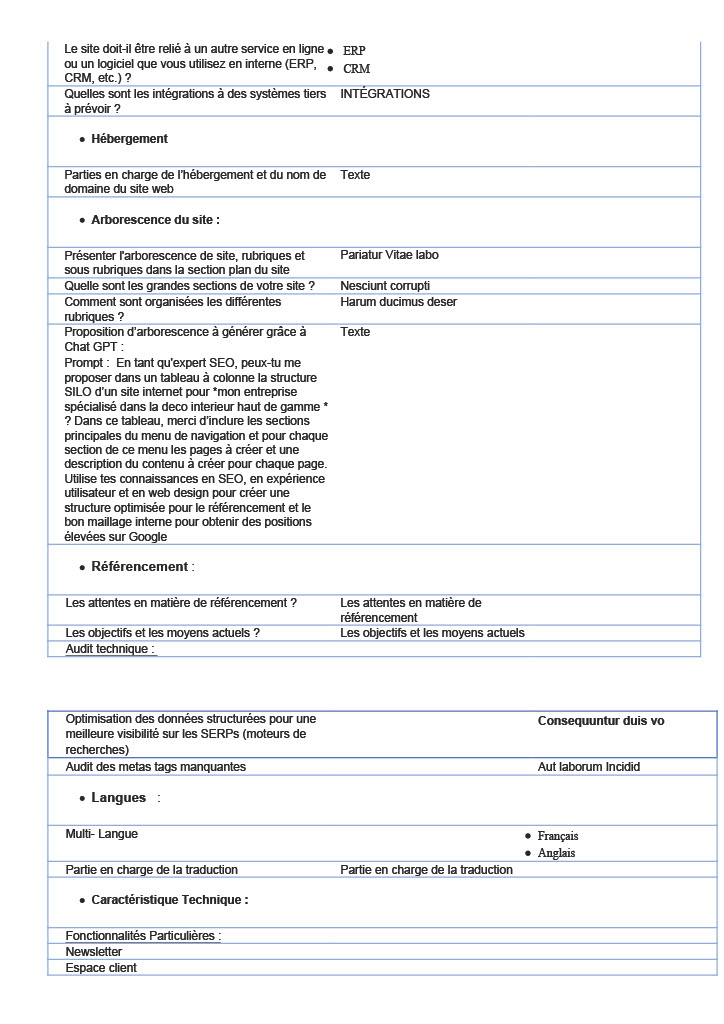 Le site doit-il être relié à un autre service en ligne
ou un logiciel que vous utilisez en interne (ERP,
CRM, etc.) ?
● ERP
● CRM
Quelles sont les intégrations à des systèmes tiers
à prévoir ?
INTÉGRATIONS
● Hébergement
Parties en charge de l'hébergement et du nom de
domaine du site web
Texte
● Arborescence du site :
Présenter l'arborescence de site, rubriques et
sous rubriques dans la section plan du site
Pariatur Vitae labo
Quelle sont les grandes sections de votre site ?
Nesciunt corrupti
Comment sont organisées les différentes
rubriques ?
Harum ducimus deser
Proposition d'arborescence à générer grâce à
Chat GPT :
Texte
Prompt :  En tant qu'expert SEO, peux-tu me
proposer dans un tableau à colonne la structure
SILO d'un site internet pour *mon entreprise
spécialisé dans la deco interieur haut de gamme *
? Dans ce tableau, merci d'inclure les sections
principales du menu de navigation et pour chaque
section de ce menu les pages à créer et une
description du contenu à créer pour chaque page.
Utilise tes connaissances en SEO, en expérience
utilisateur et en web design pour créer une
structure optimisée pour le référencement et le
bon maillage interne pour obtenir des positions
élevées sur Google
● Référencement :
Les attentes en matière de référencement ?
Les attentes en matière de
référencement
Les objectifs et les moyens actuels ?
Les objectifs et les moyens actuels
Audit technique :
Optimisation des données structurées pour une
meilleure visibilité sur les SERPs (moteurs de
recherches)
Consequuntur duis vo
Audit des metas tags manquantes
Aut laborum Incidid
● Langues :
Multi- Langue
● Français
● Anglais
Partie en charge de la traduction
Partie en charge de la traduction
● Caractéristique Technique :
Fonctionnalités Particulières :
Newsletter
Espace client